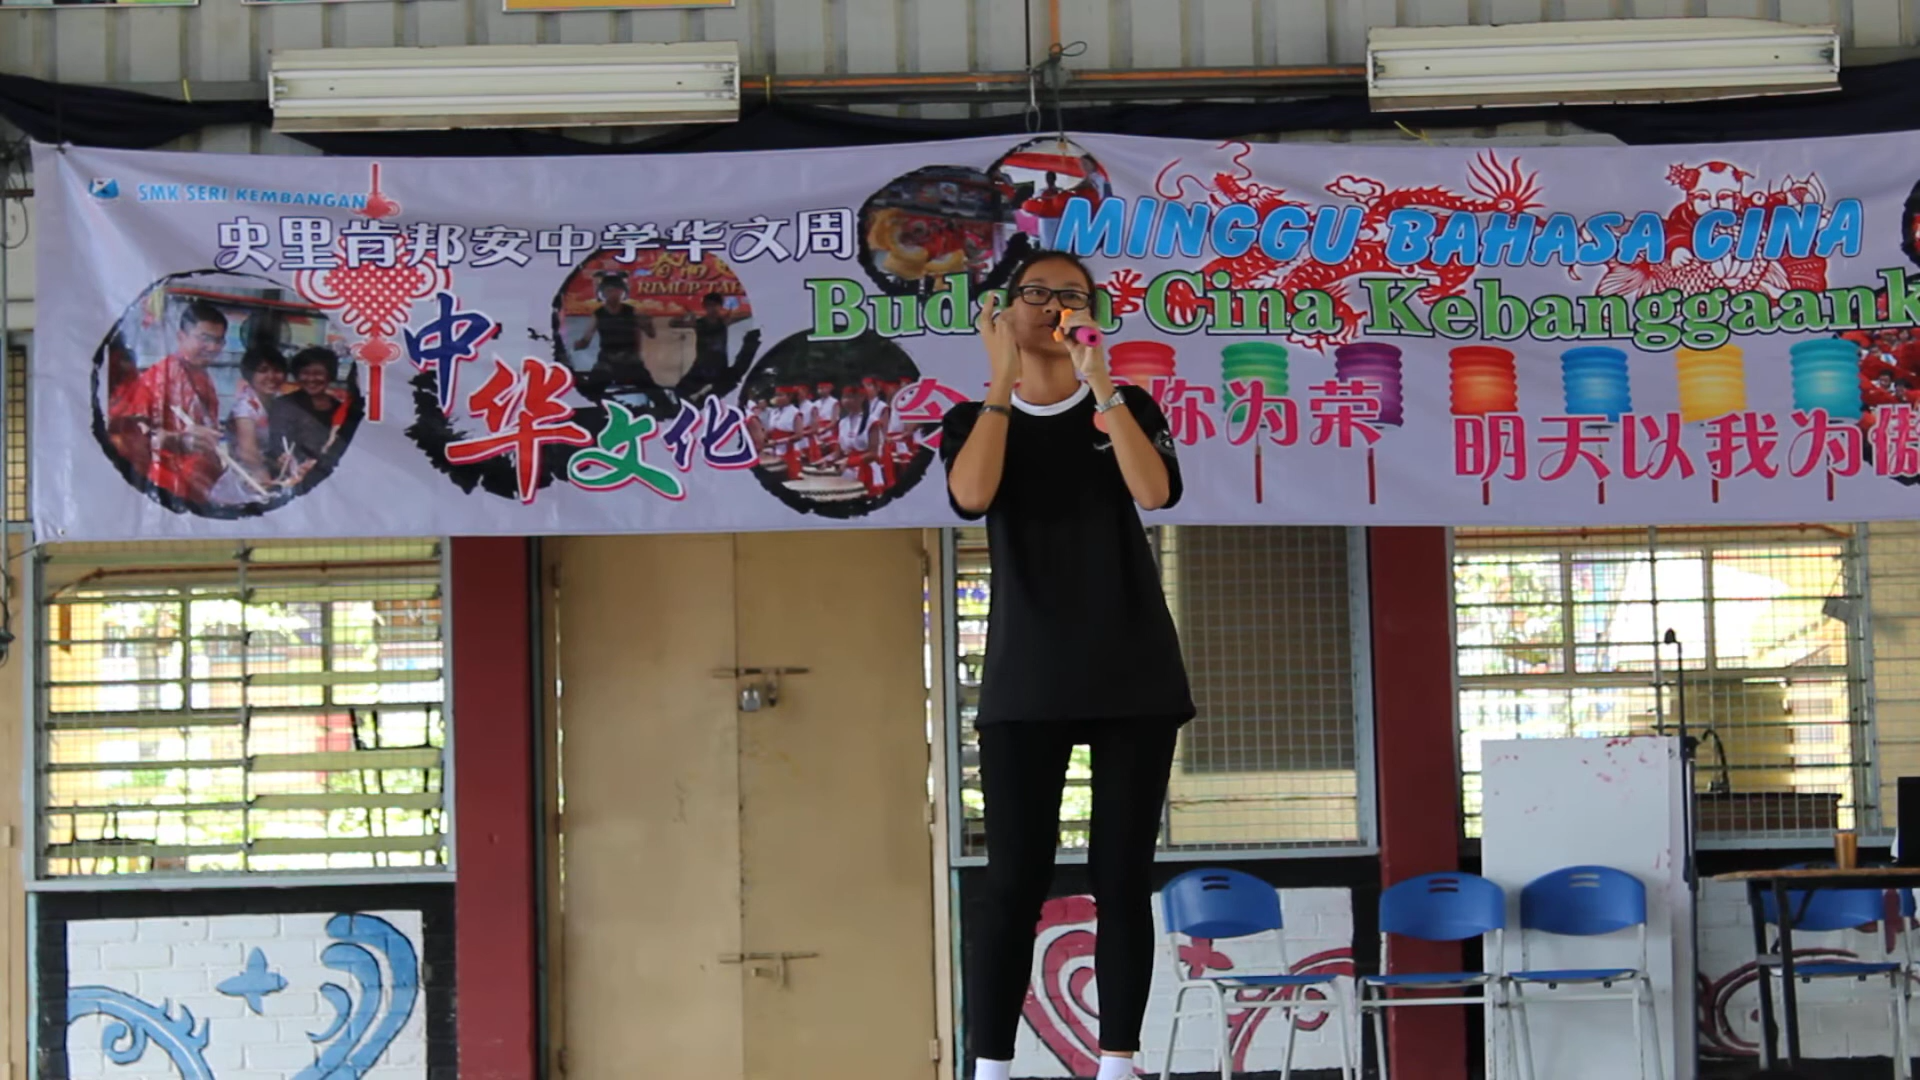 SMK SERI KEMBANGAN
史里肯邦安中学华文周
MINGGU BAHASA CINA
Cina Kebanggaank
中华文化
你为荣
明天以我为傲